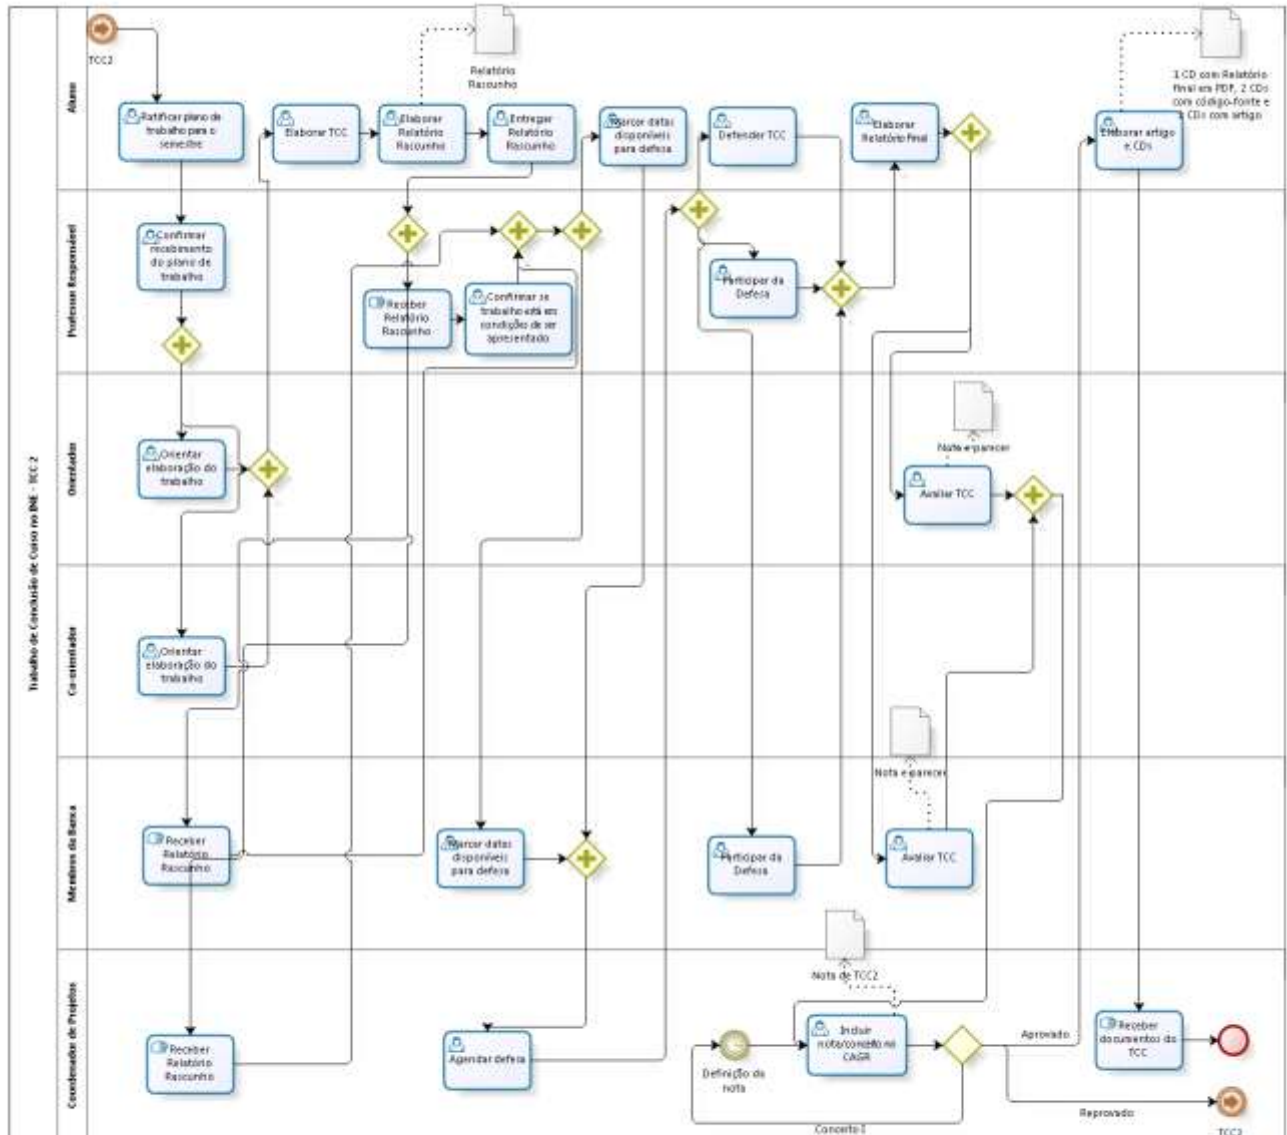 Trabalho de Conclusão de Curso no INE - TCC 2
Aluno
TCC2
Ratificar plano de
trabalho para o
semestre
Elaborar TCC
Elaborar
Relatório
Rascunho
Relatório
Rascunho
Entregar
Relatório
Rascunho
Marcar datas
disponíveis
para defesa
Defender TCC
Elaborar
Relatório Final
Elaborar artigo
e CDs
1 CD com Relatório
Final em PDF, 2 CDs
com código-fonte e
CDs com artigo
Professor Responsável
Confirmar
recebimento
do plano de
trabalho
Receber
Relatório
Rascunho
Confirmar se
trabalho está em
condição de ser
apresentado
Participar da
Defesa
Orientador
Orientar
elaboração do
trabalho
Nota e parecer
Avaliar TCC
Co-orientador
Orientar
elaboração do
trabalho
Membros da Banca
Receber
Relatório
Rascunho
Marcar datas
disponíveis
para defesa
Participar da
Defesa
Nota e parecer
Avaliar TCC
Coordenador de Projetos
Receber
Relatório
Rascunho
Agendar defesa
Definição da
nota
Nota de TCC2
Incluir
nota/conceito no
CAGR
Aprovado
Reprovado
Conceito I
Receber
documentos do
TCC
TCC2